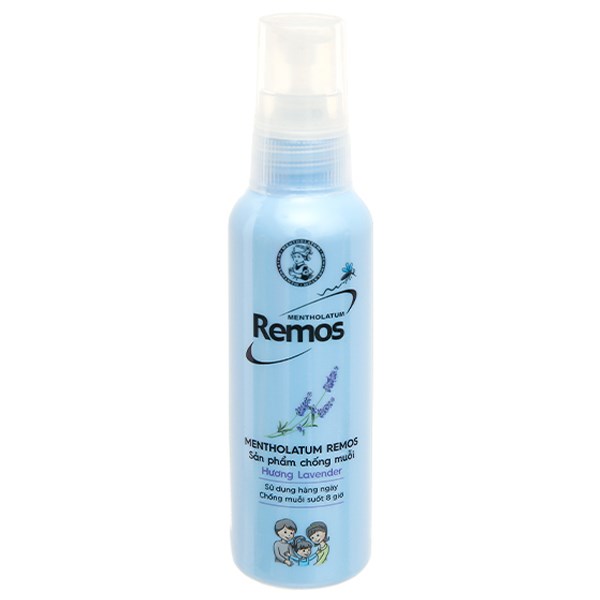 MENTHOLATUM
MENTHOLATUM
Remos
MENTHOLATUM REMOS
Sản phẩm chống muỗi
Hương Lavender
Sử dụng hàng ngày
Chống muỗi suốt 8 giờ